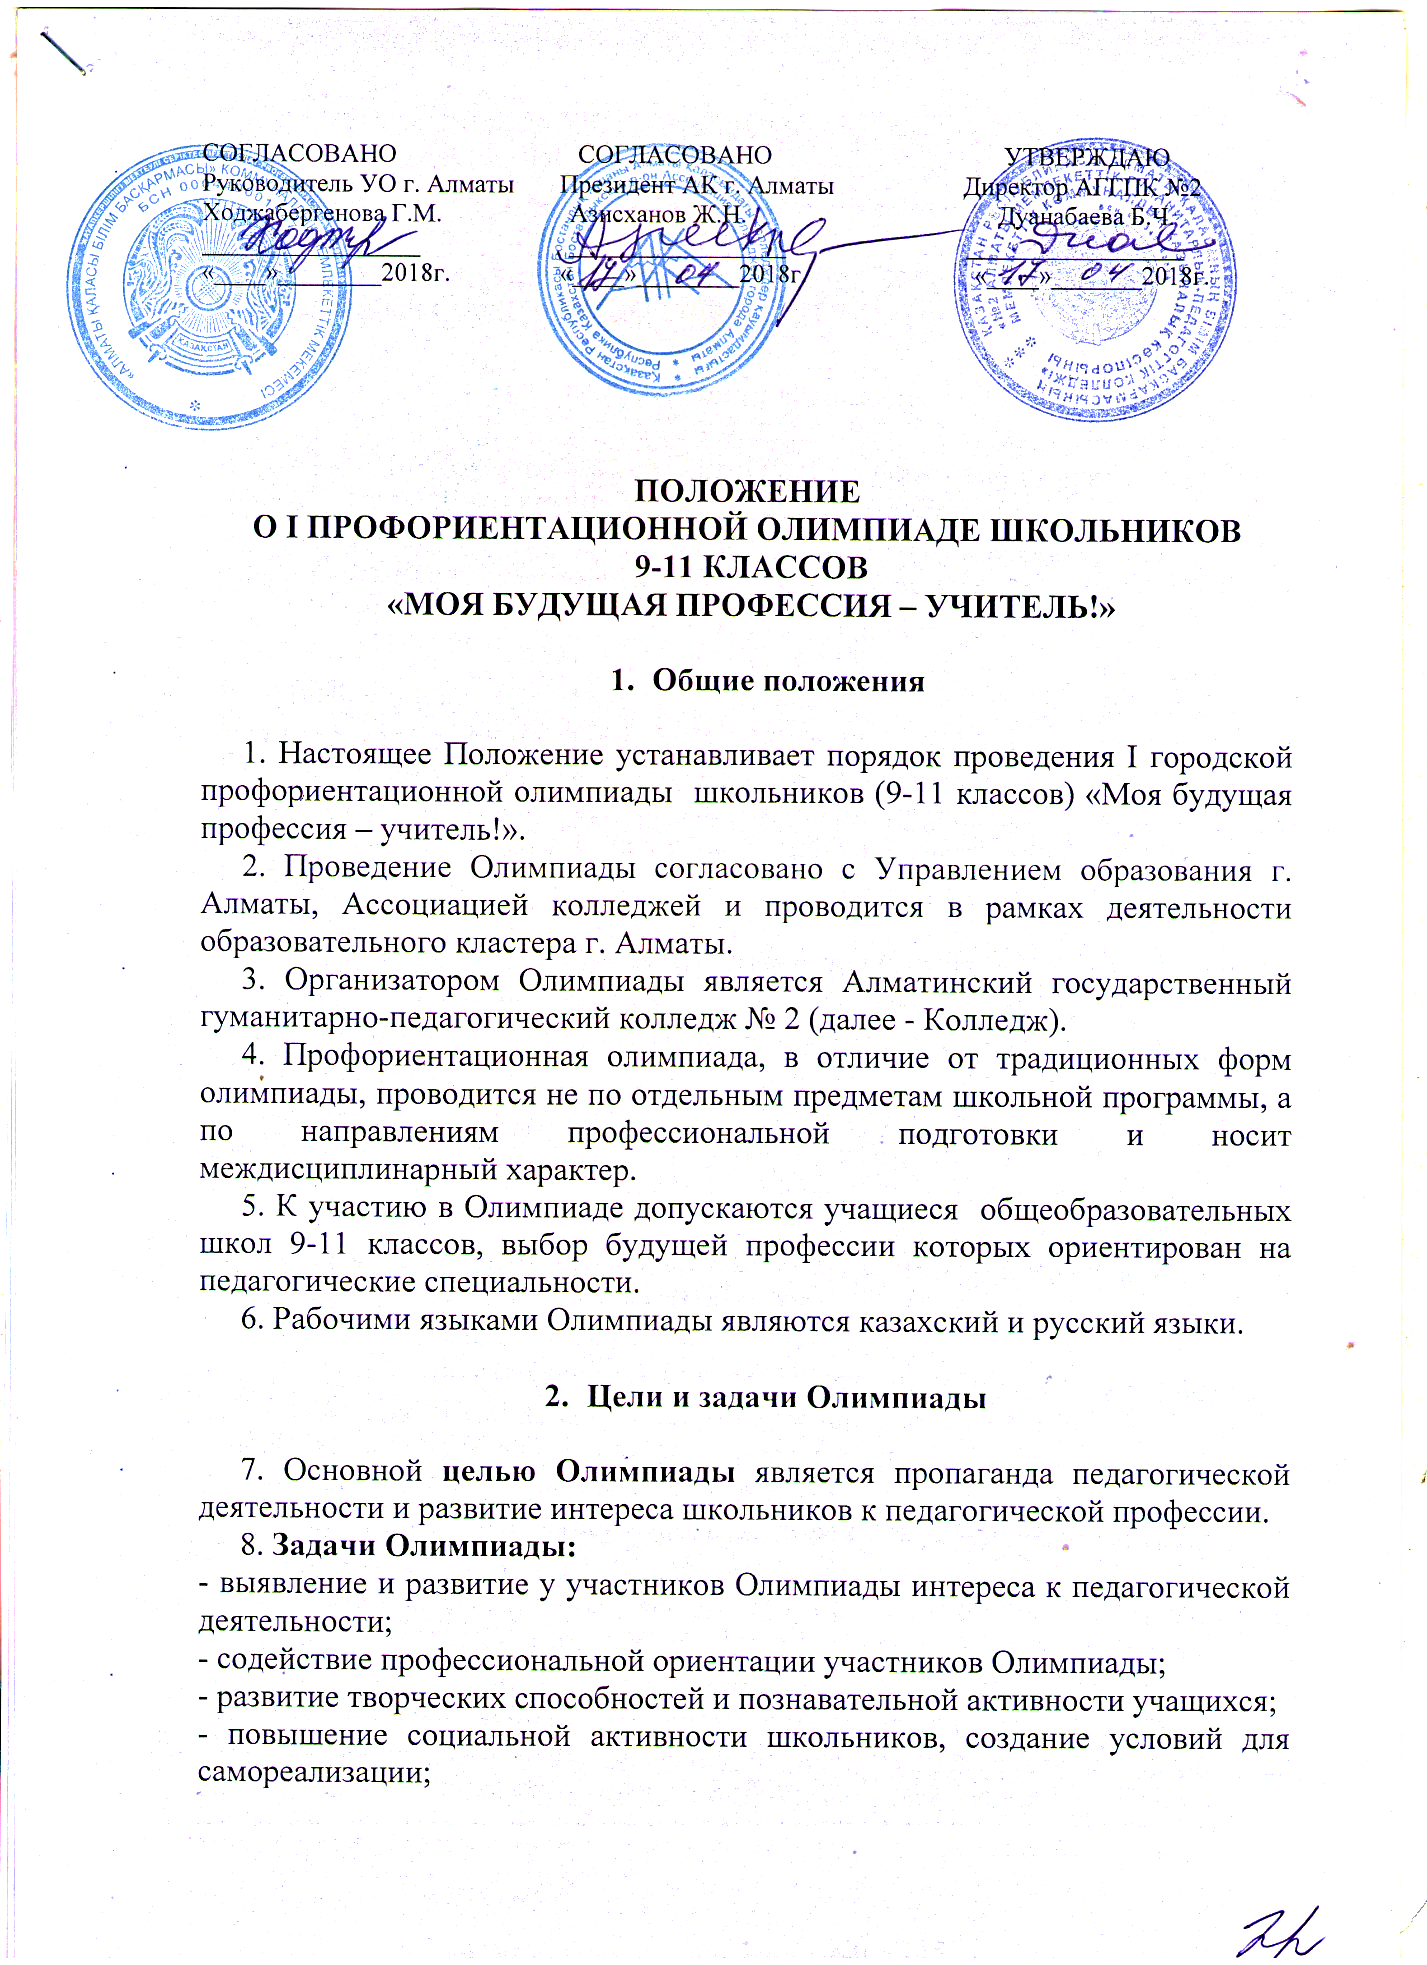 СОГЛАСОВАНО
Руководитель УО г. Алматы
Ходжабергенова Г.М.
«____»________2018г.
СОГЛАСОВАНО
Президент АК г. Алматы
Азисханов Ж.Н.
«17» 04 2018г
УТВЕРЖДАЮ
Директор АГГПК №2
Дуанабаева Б.Ч.
«17» 04 2018г.
ПОЛОЖЕНИЕ
О I ПРОФОРИЕНТАЦИОННОЙ ОЛИМПИАДЕ ШКОЛЬНИКОВ
9-11 КЛАССОВ
«МОЯ БУДУЩАЯ ПРОФЕССИЯ – УЧИТЕЛЬ!»
1. Общие положения
1. Настоящее Положение устанавливает порядок проведения I городской
профориентационной олимпиады школьников (9-11 классов) «Моя будущая
профессия – учитель!».
2. Проведение Олимпиады согласовано с Управлением образования г.
Алматы, Ассоциацией колледжей и проводится в рамках деятельности
образовательного кластера г. Алматы.
3. Организатором Олимпиады является Алматинский государственный
гуманитарно-педагогический колледж № 2 (далее - Колледж).
4. Профориентационная олимпиада, в отличие от традиционных форм
олимпиады, проводится не по отдельным предметам школьной программы, а
по направлениям профессиональной подготовки и носит
междисциплинарный характер.
5. К участию в Олимпиаде допускаются учащиеся общеобразовательных
школ 9-11 классов, выбор будущей профессии которых ориентирован на
педагогические специальности.
6. Рабочими языками Олимпиады являются казахский и русский языки.
2. Цели и задачи Олимпиады
7. Основной целью Олимпиады является пропаганда педагогической
деятельности и развитие интереса школьников к педагогической профессии.
8. Задачи Олимпиады:
- выявление и развитие у участников Олимпиады интереса к педагогической
деятельности;
- содействие профессиональной ориентации участников Олимпиады;
- развитие творческих способностей и познавательной активности учащихся;
- повышение социальной активности школьников, создание условий для
самореализации;